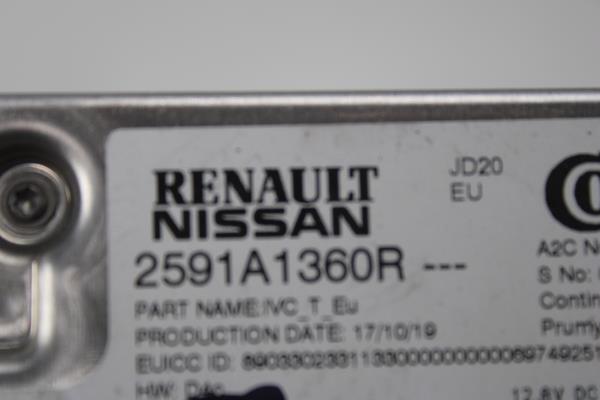 RENAULT
NISSAN
JD20
EU
2591A1360R ---
PART NAME:IVC_T_Eu
PRODUCTION DATE: 17/10/19
EUICC ID:
HW:
A2C
S No:
12.8V DC